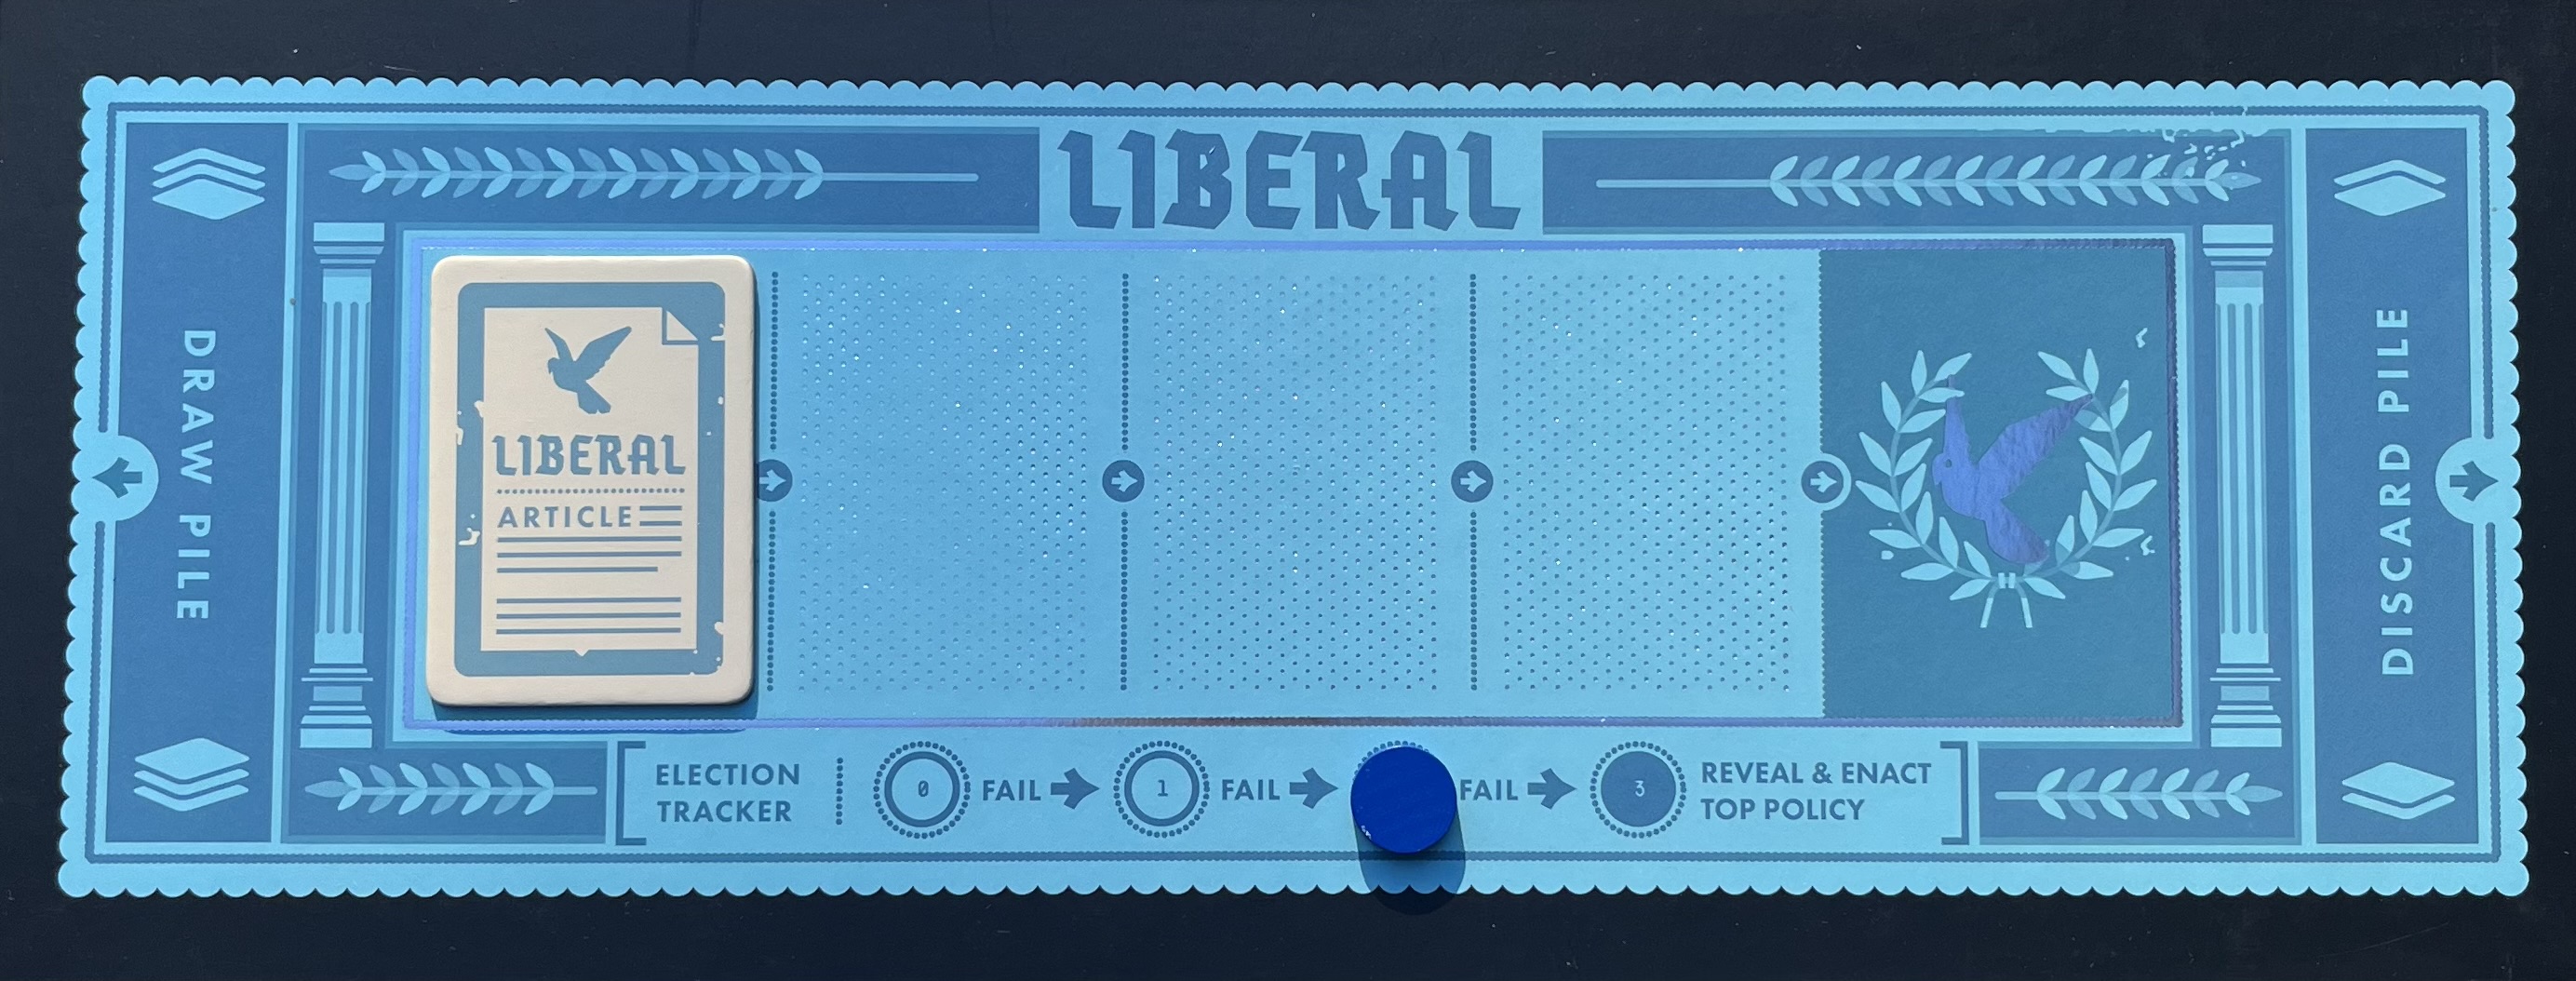 LIBERAL
DRAW PILE
LIBERAL
ARTICLE
DISCARD PILE
ELECTION
TRACKER
0 FAIL 1 FAIL FAIL 3
REVEAL & ENACT
TOP POLICY